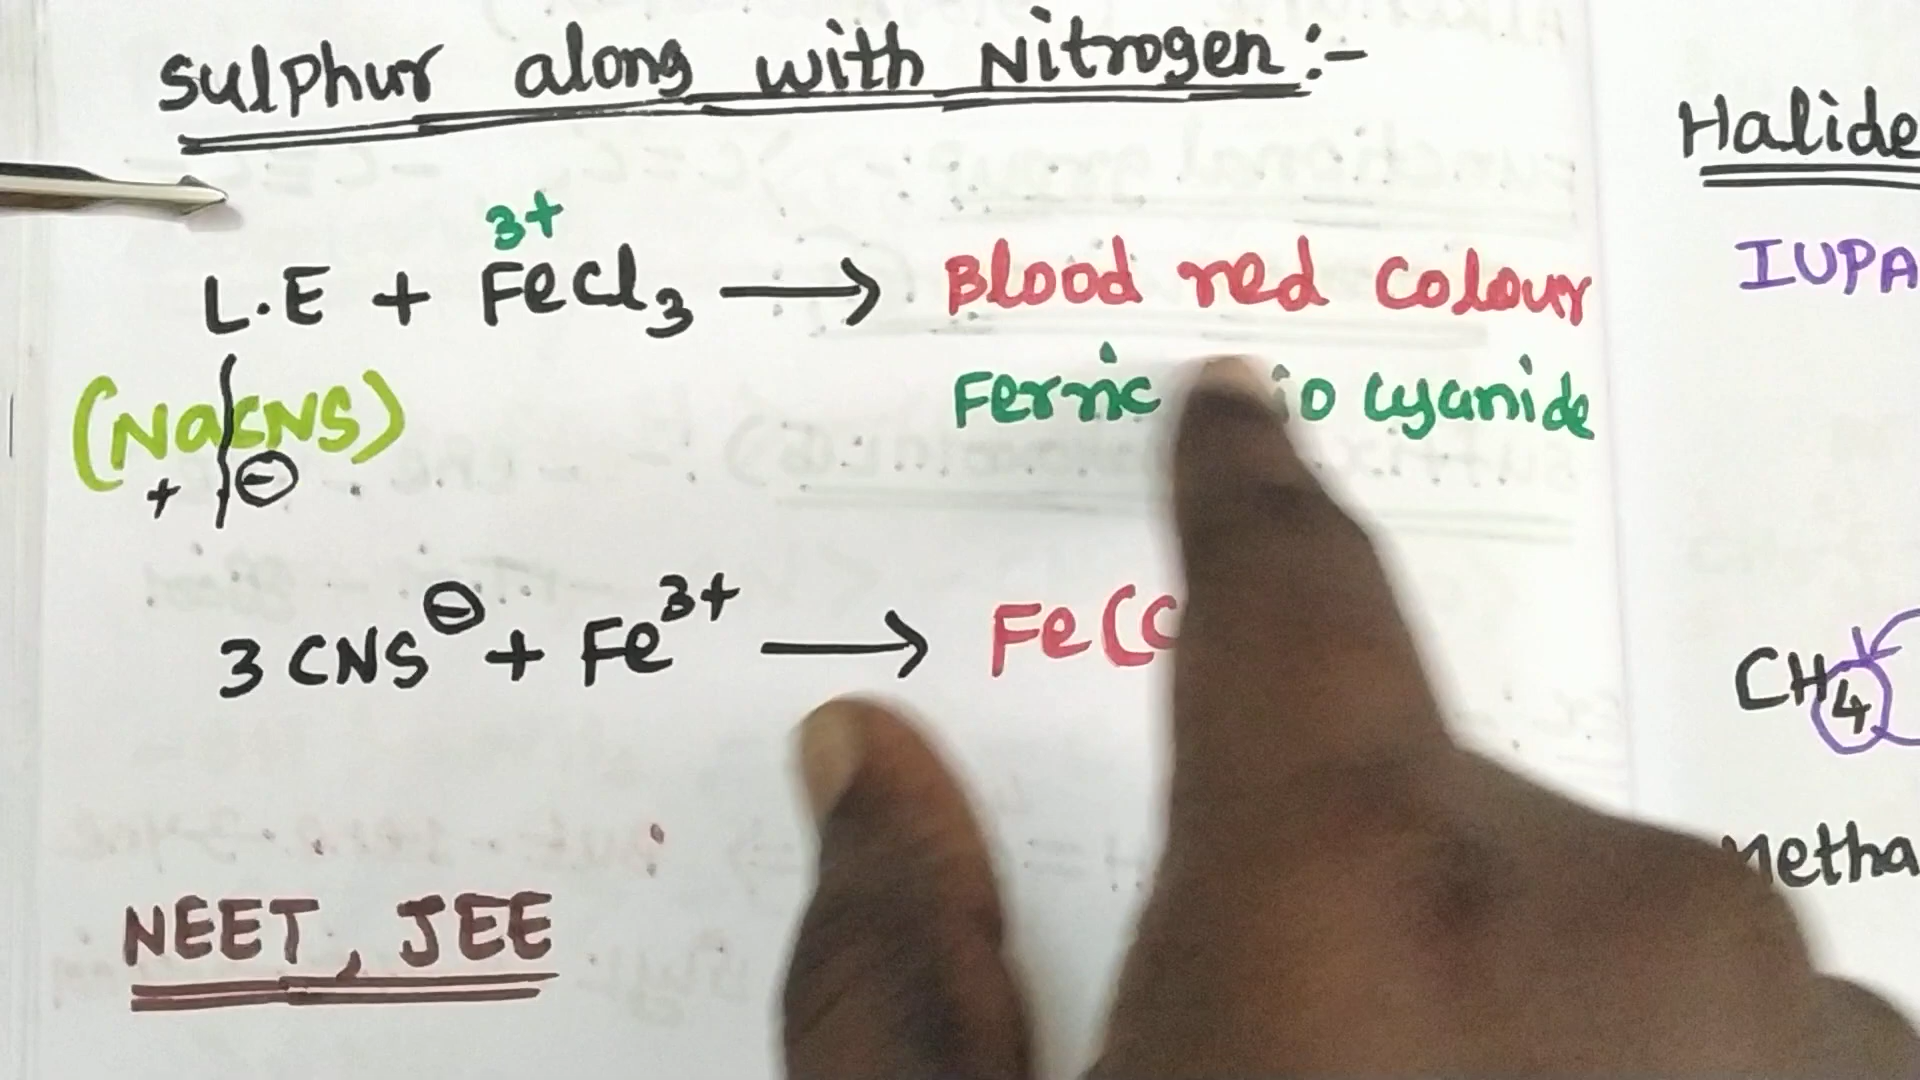 Sulphur along with Nitrogen:-
3+
L.E + FeCl3 ⟶ Blood red colour
(NaCNS) Ferric cyanide
+ ⊖
3 CNS⊖ + Fe3+ ⟶ Fe(C
NEET, JEE
Halide
IUPA
CH4
Metha